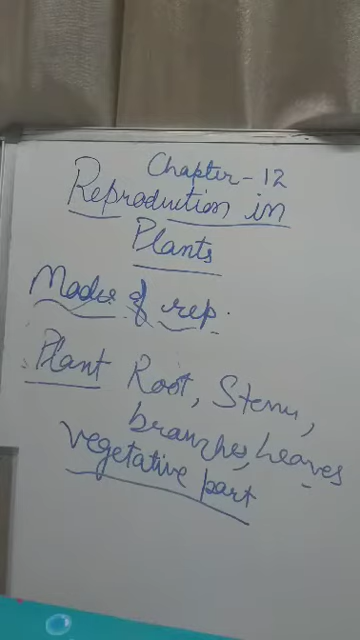 Chapter-12
Reproduction in
Plants
Modes of rep.
Plant Root, Stem,
branches, Leaves
vegetative part